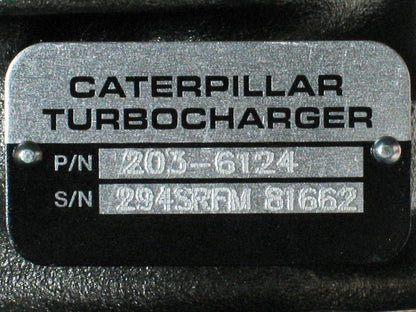 CATERPILLAR
TURBOCHARGER
P/N 203-6124
S/N 294SRFM 81662